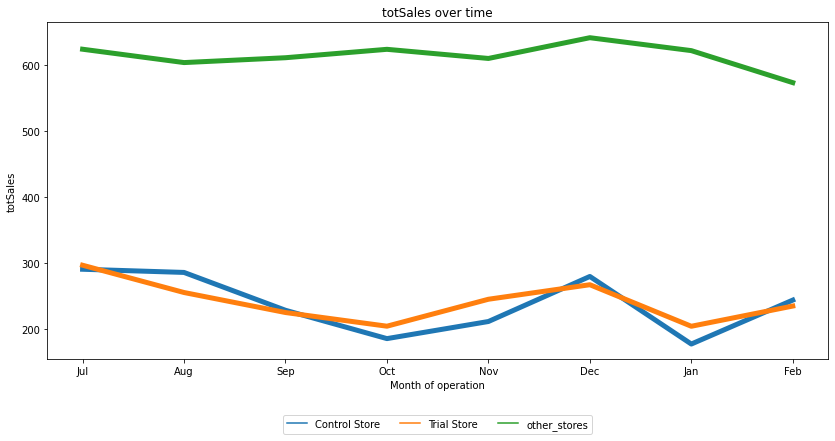 totSales over time
totSales
600
500
400
300
200
Jul Aug Sep Oct Nov Dec Jan Feb
Month of operation
Control Store Trial Store other_stores